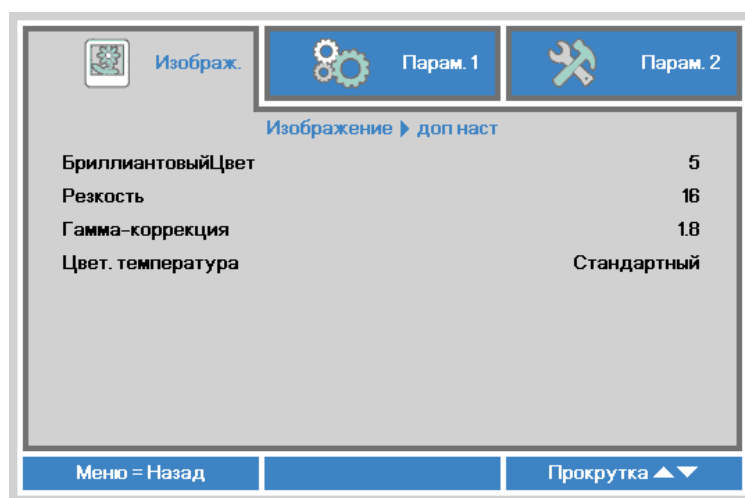 Изображ. Парам. 1 Парам. 2
Изображение ▶ доп наст
БриллиантовыйЦвет 5
Резкость 16
Гамма-коррекция 1.8
Цвет. температура Стандартный
Меню = Назад Прокрутка ▲▼